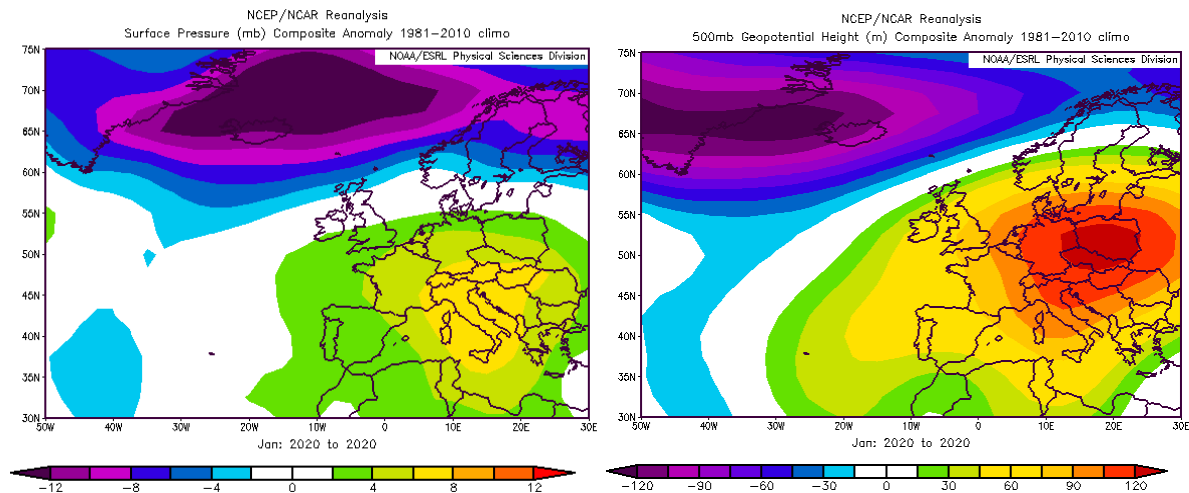 NCEP/NCAR Reanalysis
Surface Pressure (mb) Composite Anomaly 1981−2010 climo
NOAA/ESRL Physical Sciences Division
75N
70N
65N
60N
55N
50N
45N
40N
35N
30N
50W 40W 30W 20W 10W 0 10E 20E 30E
Jan: 2020 to 2020
−12 −8 −4 0 4 8 12
NCEP/NCAR Reanalysis
500mb Geopotential Height (m) Composite Anomaly 1981−2010 climo
NOAA/ESRL Physical Sciences Division
75N
70N
65N
60N
55N
50N
45N
40N
35N
30N
50W 40W 30W 20W 10W 0 10E 20E 30E
Jan: 2020 to 2020
−120 −90 −60 −30 0 30 60 90 120